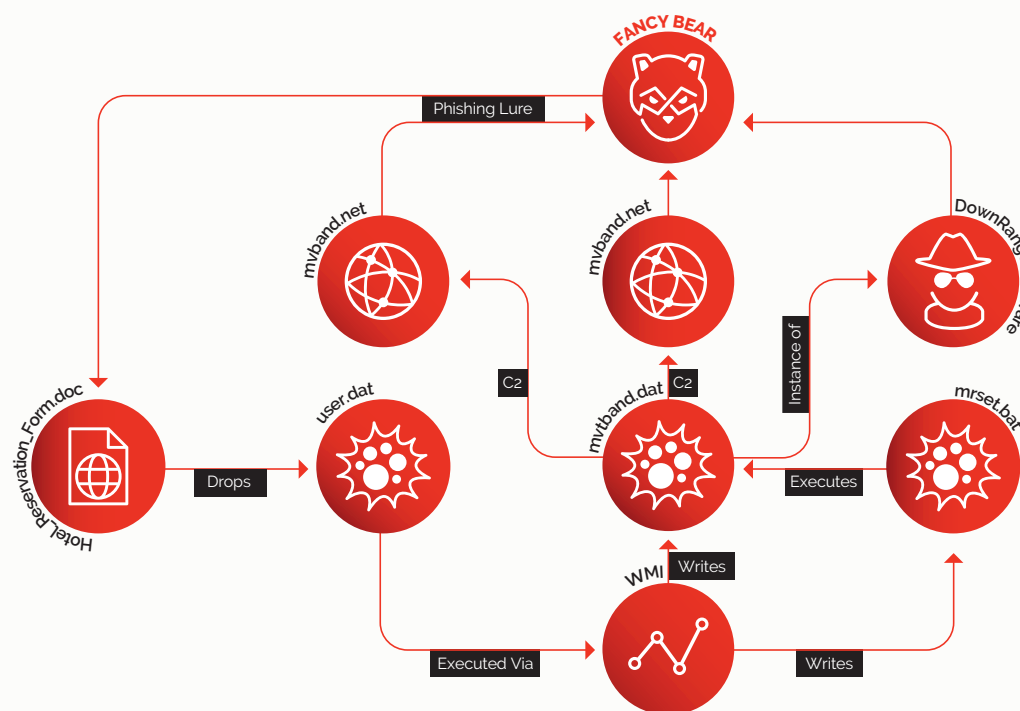 FANCY BEAR
Phishing Lure
mvband.net
mvband.net
C2
C2
Instance of
Hotel_Reservation_Form.doc
user.dat
mvtband.dat
mrset.bat
Drops
Executes
WMI
Writes
Executed Via
Writes